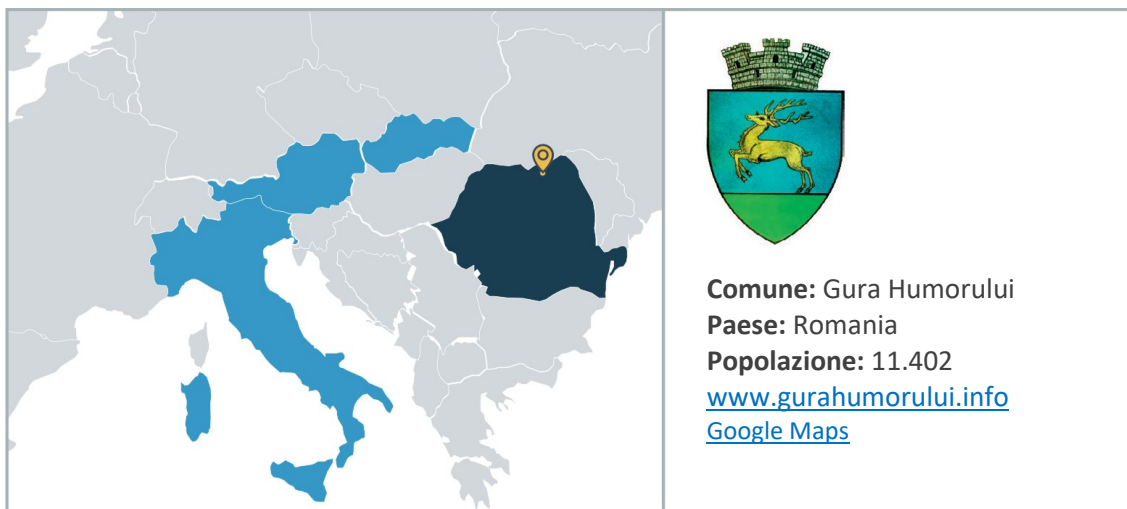 Comune: Gura Humorului
Paese: Romania
Popolazione: 11.402
www.gurahumorului.info
Google Maps